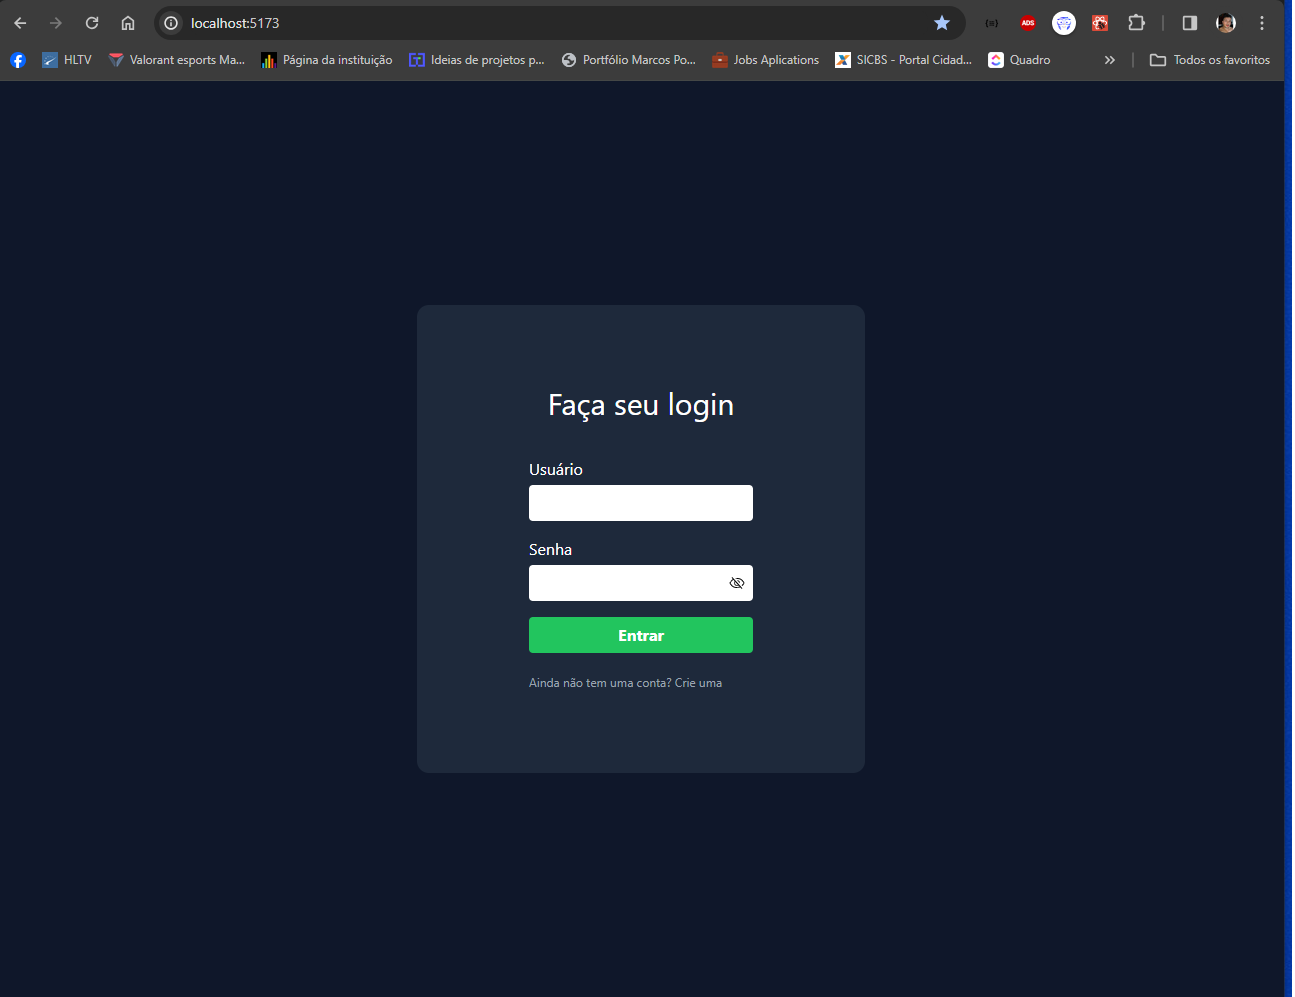 localhost:5173
ADS
HLTV
Valorant esports Ma...
Página da instituição
Ideias de projetos p...
Portfólio Marcos Po...
Jobs Aplications
SICBS - Portal Cidad...
Quadro
Todos os favoritos
Faça seu login
Usuário
Senha
Entrar
Ainda não tem uma conta? Crie uma